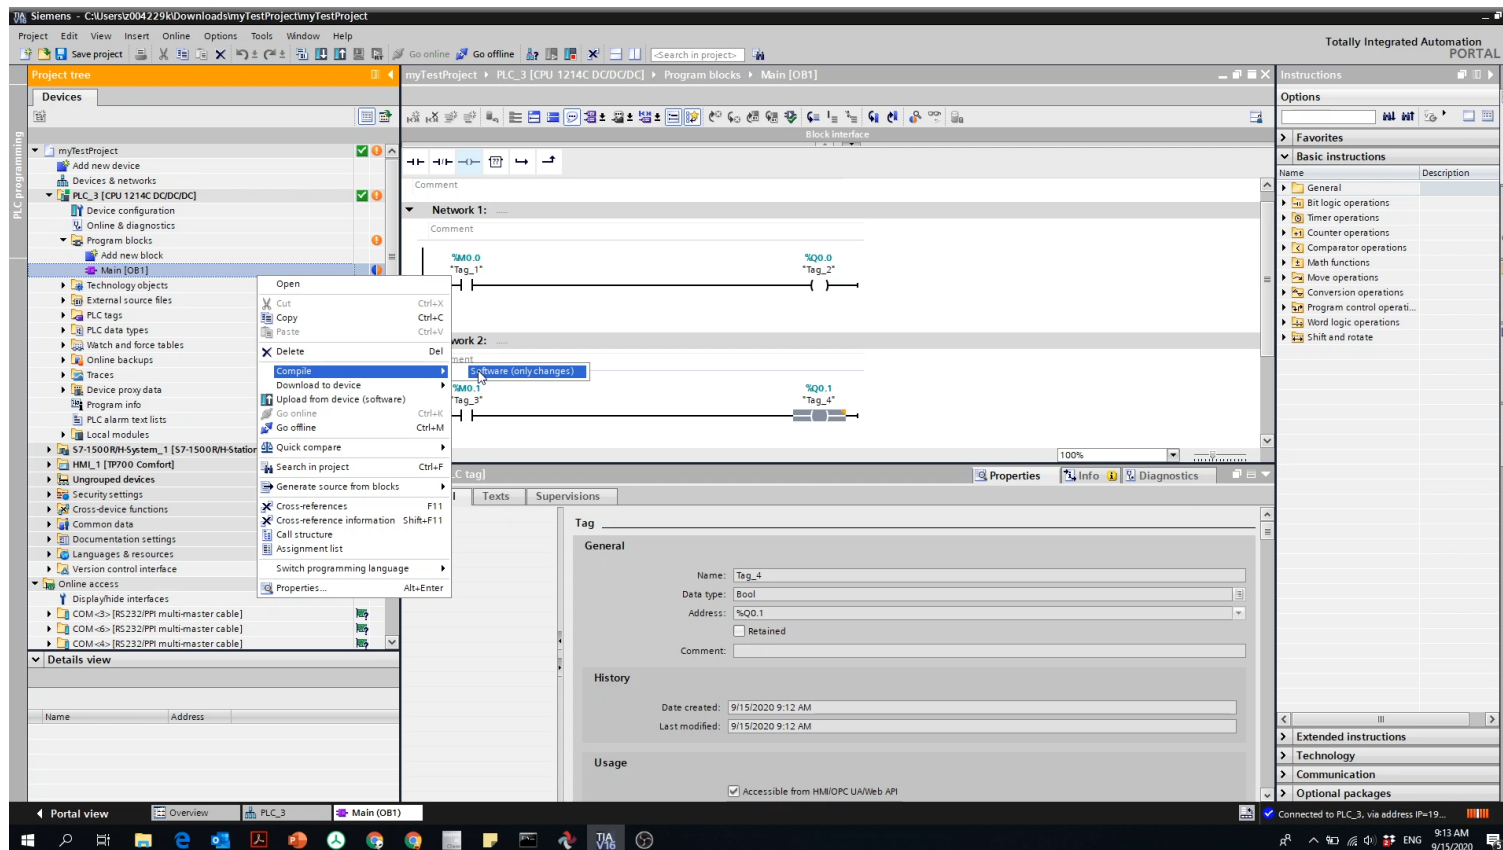 Siemens - C:\Users\z004229k\Downloads\myTestProject\myTestProject
Project Edit View Insert Online Options Tools Window Help
Totally Integrated Automation
PORTAL
Save project
Go online
Go offline
<Search in project>
Project tree
Devices
PLC programming
myTestProject
Add new device
Devices & networks
PLC_3 [CPU 1214C DC/DC/DC]
Device configuration
Online & diagnostics
Program blocks
Add new block
Main [OB1]
Technology objects
External source files
PLC tags
PLC data types
Watch and force tables
Online backups
Traces
Device proxy data
Program info
PLC alarm text lists
Local modules
S7-1500R/H-System_1 [S7-1500R/H-Station
HMI_1 [TP700 Comfort]
Ungrouped devices
Security settings
Cross-device functions
Common data
Documentation settings
Languages & resources
Version control interface
Online access
Display/hide interfaces
COM<3> [RS232/PPI multi-master cable]
COM<6> [RS232/PPI multi-master cable]
COM<4> [RS232/PPI multi-master cable]
Details view
Name Address
Open
Cut Ctrl+X
Copy Ctrl+C
Paste Ctrl+V
Delete Del
Compile
Software (only changes)
Download to device
Upload from device (software)
Go online Ctrl+K
Go offline Ctrl+M
Quick compare
Search in project Ctrl+F
Generate source from blocks
Cross-references F11
Cross-reference information Shift+F11
Call structure
Assignment list
Switch programming language
Properties... Alt+Enter
myTestProject PLC_3 [CPU 1214C DC/DC/DC] Program blocks Main [OB1]
Block interface
Comment
Network 1: .....
Comment
%M0.0 %Q0.0
"Tag_1" "Tag_2"
work 2: .....
ment
%M0.1 %Q0.1
"Tag_3" "Tag_4"
100%
C tag]
Properties Info Diagnostics
l Texts Supervisions
Tag
General
Name: Tag_4
Data type: Bool
Address: %Q0.1
Retained
Comment:
History
Date created: 9/15/2020 9:12 AM
Last modified: 9/15/2020 9:12 AM
Usage
Accessible from HMI/OPC UA/Web API
Instructions
Options
Favorites
Basic instructions
Name Description
General
Bit logic operations
Timer operations
Counter operations
Comparator operations
Math functions
Move operations
Conversion operations
Program control operati...
Word logic operations
Shift and rotate
Extended instructions
Technology
Communication
Optional packages
Portal view Overview PLC_3 Main (OB1)
Connected to PLC_3, via address IP=19...
TIA V16
ENG
9:13 AM
9/15/2020